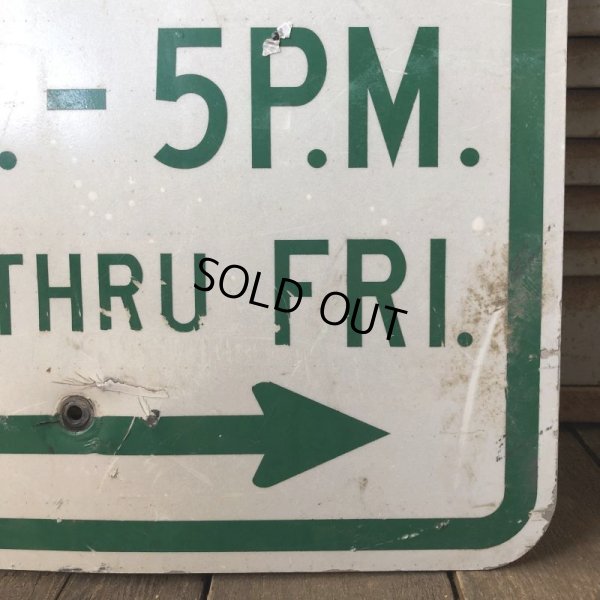 . - 5P.M.
THRU FRI.
SOLD OUT